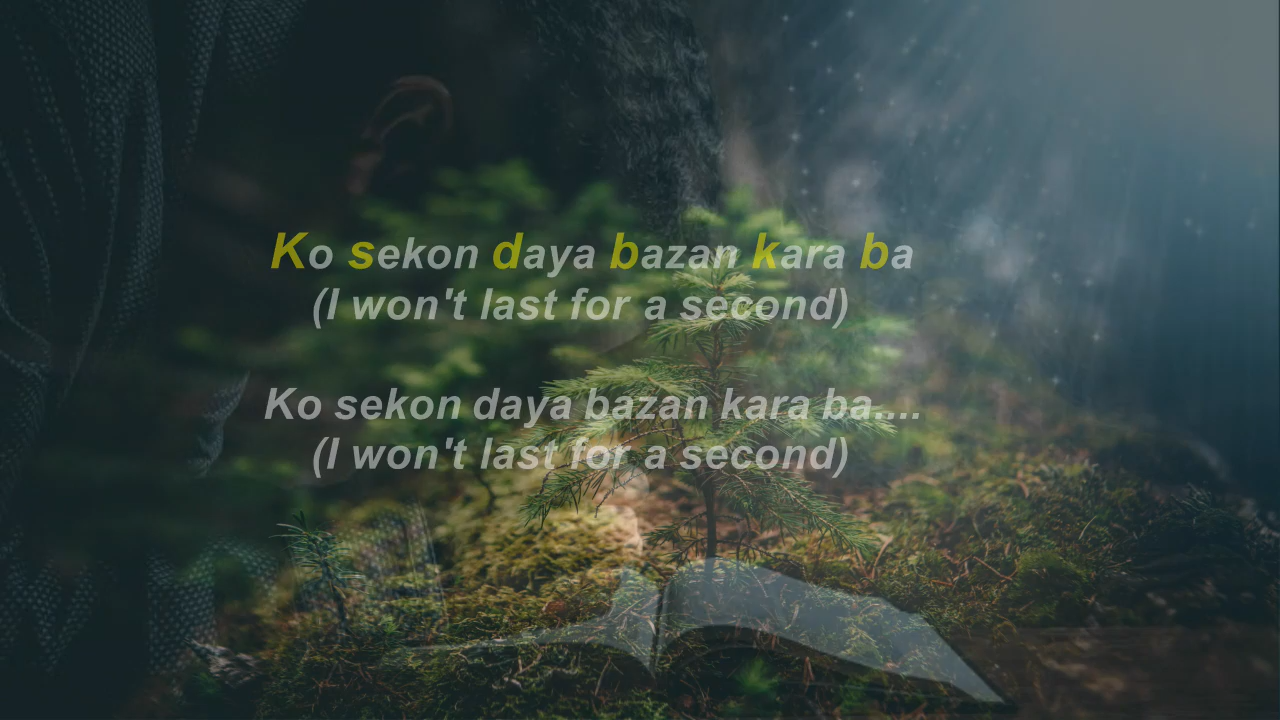 Ko sekon daya bazan kara ba
(I won't last for a second)
Ko sekon daya bazan kara ba....
(I won't last for a second)